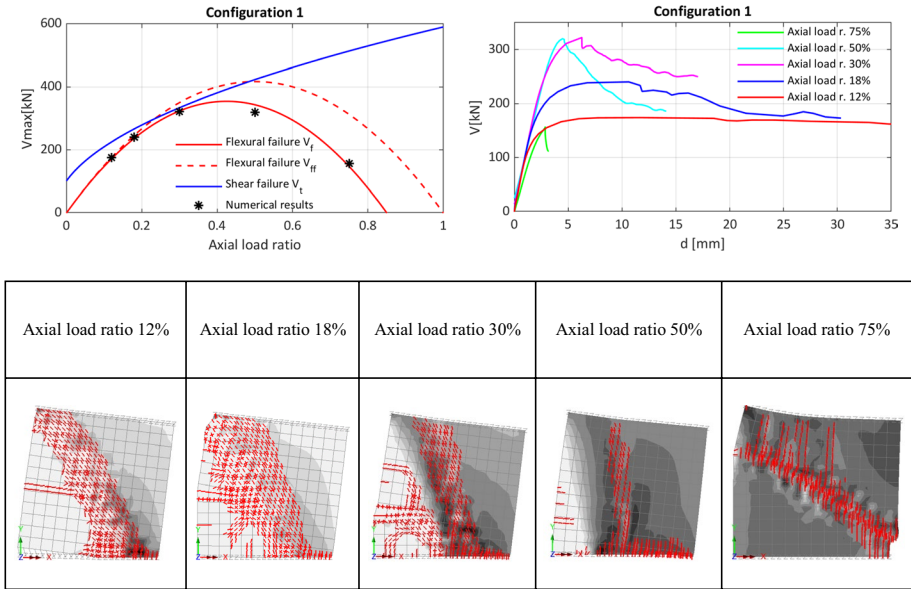 Configuration 1
600
400
200
0
Vmax[kN]
Flexural failure Vf
Flexural failure Vff
Shear failure Vt
Numerical results
0 0.2 0.4 0.6 0.8 1
Axial load ratio
Configuration 1
300
200
100
0
V[kN]
Axial load r. 75%
Axial load r. 50%
Axial load r. 30%
Axial load r. 18%
Axial load r. 12%
0 5 10 15 20 25 30 35
d [mm]
Axial load ratio 12% Axial load ratio 18% Axial load ratio 30% Axial load ratio 50% Axial load ratio 75%
Y Y Y Y Y
Z X Z X Z X Z X Z X